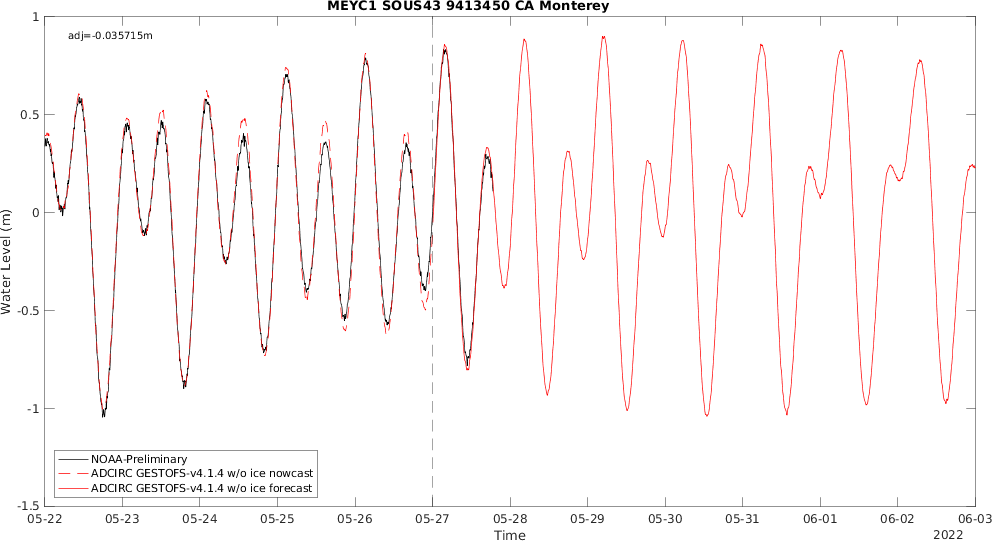 MEYC1 SOUS43 9413450 CA Monterey
adj=-0.035715m
1
0.5
0
-0.5
-1
-1.5
Water Level (m)
NOAA-Preliminary
ADCIRC GESTOFS-v4.1.4 w/o ice nowcast
ADCIRC GESTOFS-v4.1.4 w/o ice forecast
05-22 05-23 05-24 05-25 05-26 05-27 05-28 05-29 05-30 05-31 06-01 06-02 06-03
Time
2022